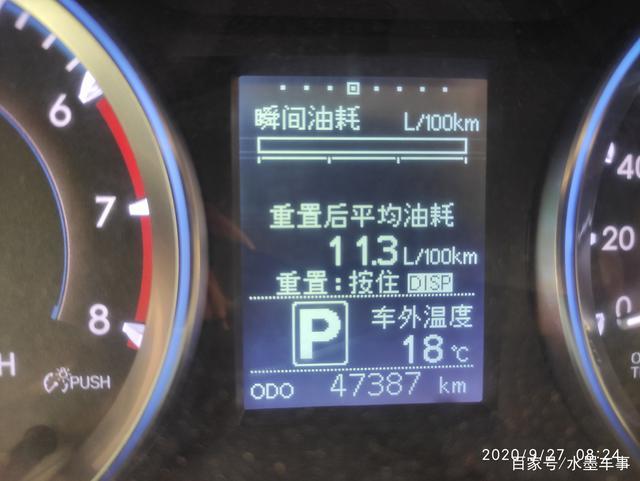 瞬间油耗 L/100km
重置后平均油耗
11.3 L/100km
重置:按住 DISP
P 车外温度
18℃
ODO 47387 km
6
7
8
H
PUSH
40
20
0
2020/9/27 08:24
百家号/水墨车事